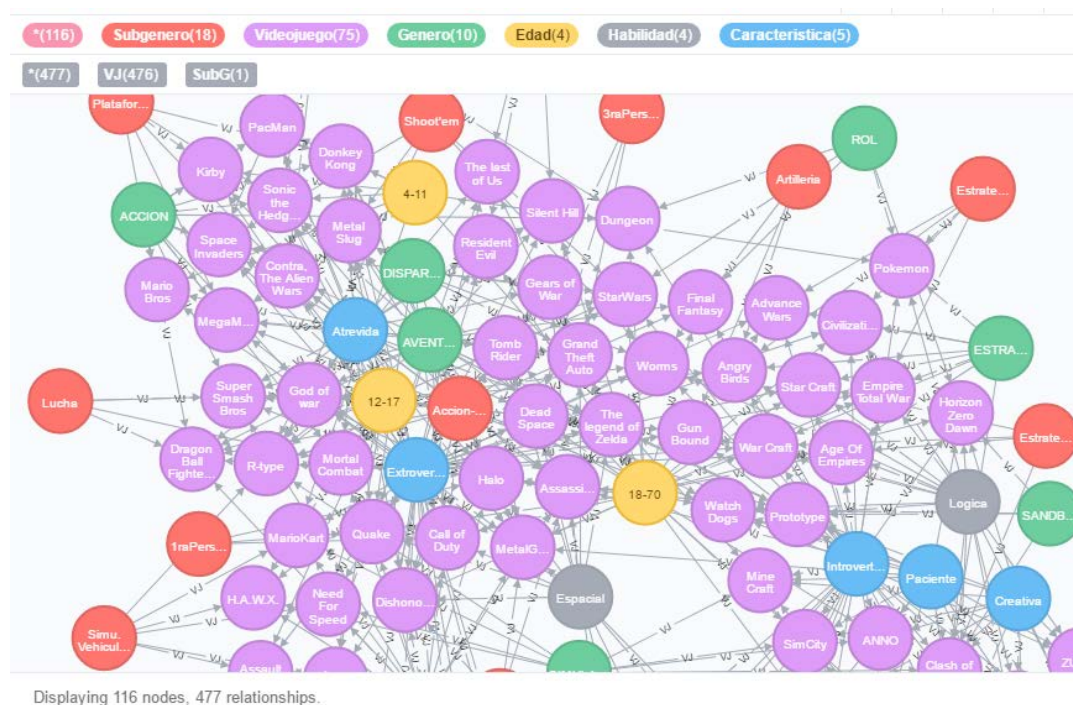 *(116) Subgenero(18) Videojuego(75) Genero(10) Edad(4) Habilidad(4) Caracteristica(5)
*(477) VJ(476) SubG(1)
Platafor...
PacMan
Shoot'em
3raPers...
ROL
Donkey
Kong
Kirby
The last
of Us
Artilleria
Estrate...
4-11
Sonic
the
Hedg...
Silent Hill
ACCION
Dungeon
Metal
Slug
Space
Invaders
Resident
Evil
Pokemon
DISPAR...
Contra,
The Alien
Wars
Mario
Bros
Gears of
War
StarWars
Final
Fantasy
Advance
Wars
MegaM...
Civilizati...
Atrevida
AVENT...
Tomb
Rider
Grand
Theft
Auto
ESTRA...
Worms
Angry
Birds
Star Craft
Empire
Total War
Super
Smash
Bros
God of
war
12-17
Lucha
Accion-...
Dead
Space
The
legend of
Zelda
Gun
Bound
Horizon
Zero
Dawn
War Craft
Age Of
Empires
Estrate...
Dragon
Ball
Fighte...
R-type
Mortal
Combat
Extrover...
Halo
Assassi...
18-70
Logica
Watch
Dogs
Prototype
SANDB...
1raPers...
MarioKart
Quake
Call of
Duty
MetalG...
Mine
Craft
Introvert...
Paciente
Creativa
H.A.W.X.
Need
For
Speed
Dishono...
Espacial
Simu.
Vehicul...
SimCity
ANNO
Assault
Clash of
ZU
VJ
Displaying 116 nodes, 477 relationships.